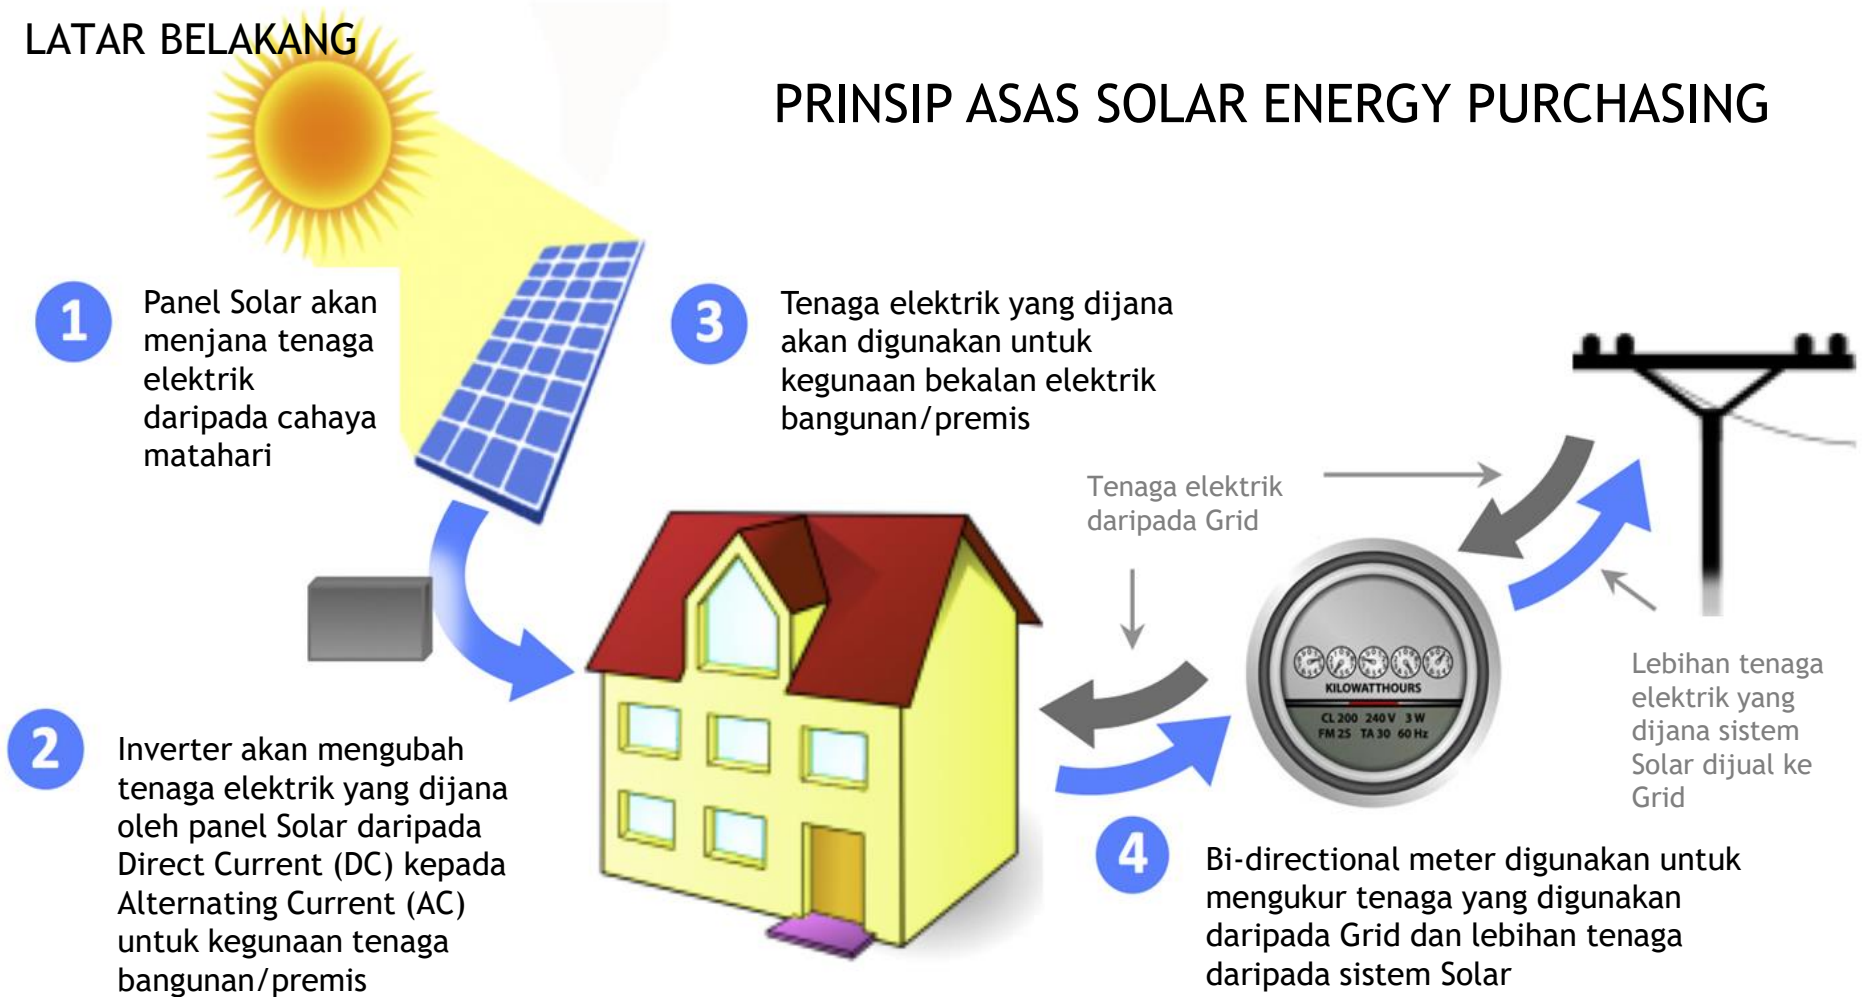 LATAR BELAKANG
PRINSIP ASAS SOLAR ENERGY PURCHASING
1
Panel Solar akan
menjana tenaga
elektrik
daripada cahaya
matahari
3
Tenaga elektrik yang dijana
akan digunakan untuk
kegunaan bekalan elektrik
bangunan/premis
Tenaga elektrik
daripada Grid
KILOWATTHOURS
CL 200 240 V 3 W
FM 2S TA 30 60 Hz
Lebihan tenaga
elektrik yang
dijana sistem
Solar dijual ke
Grid
2
Inverter akan mengubah
tenaga elektrik yang dijana
oleh panel Solar daripada
Direct Current (DC) kepada
Alternating Current (AC)
untuk kegunaan tenaga
bangunan/premis
4
Bi-directional meter digunakan untuk
mengukur tenaga yang digunakan
daripada Grid dan lebihan tenaga
daripada sistem Solar